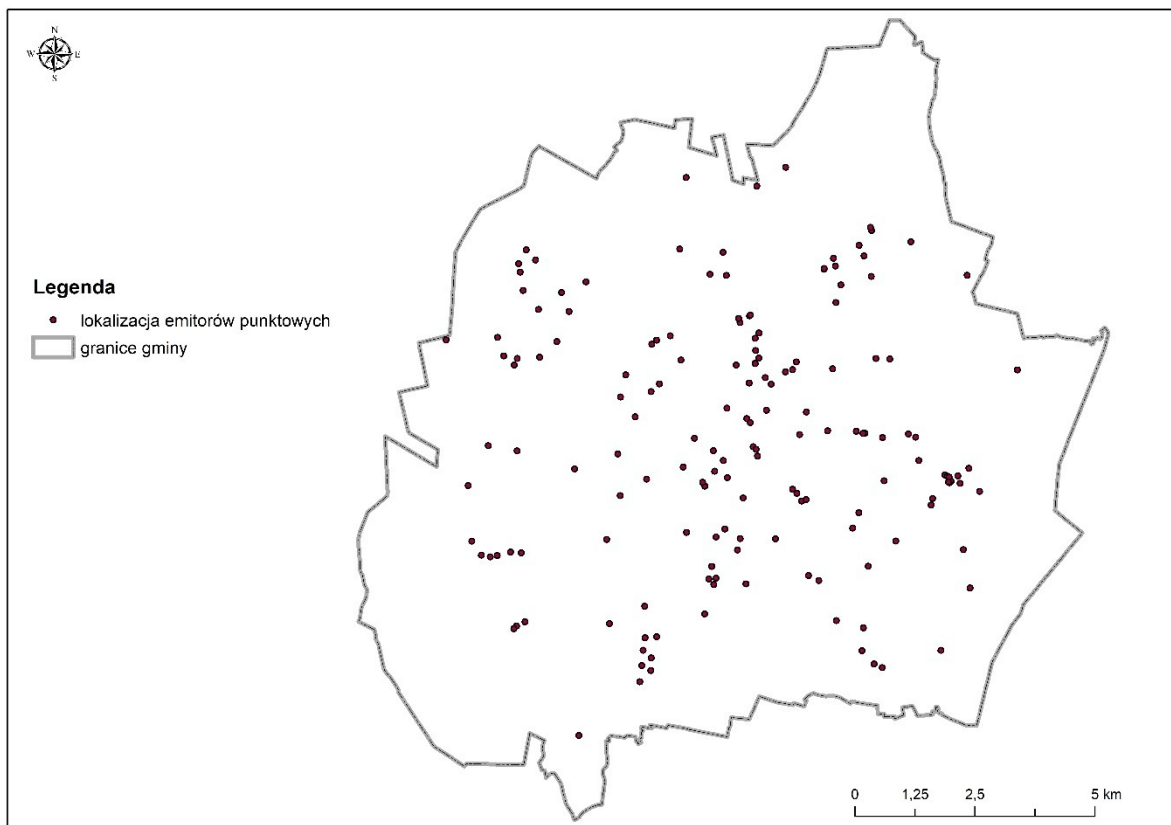 N
W E
S
Legenda
lokalizacja emitorów punktowych
granice gminy
0 1,25 2,5 5 km